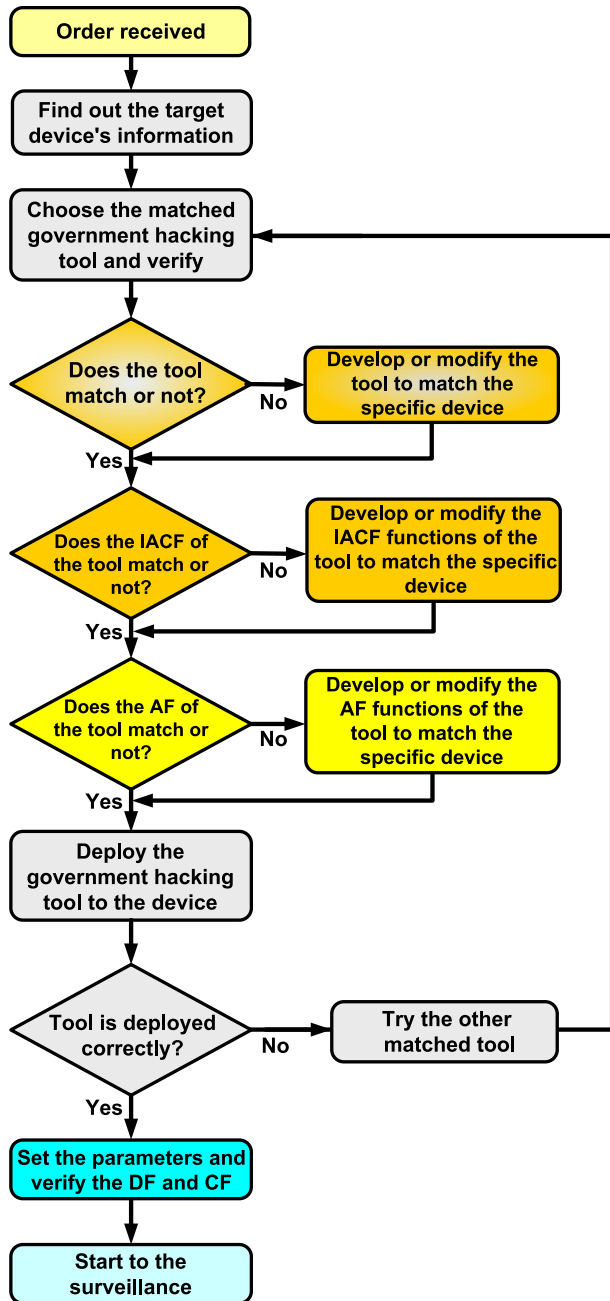 Order received
Find out the target
device's information
Choose the matched
government hacking
tool and verify
Does the tool
match or not?
No
Develop or modify the
tool to match the
specific device
Yes
Does the IACF of
the tool match or
not?
No
Develop or modify the
IACF functions of the
tool to match the specific
device
Yes
Does the AF of
the tool match or
not?
No
Develop or modify the
AF functions of the
tool to match the
specific device
Yes
Deploy the
government hacking
tool to the device
Tool is deployed
correctly?
No
Try the other
matched tool
Yes
Set the parameters and
verify the DF and CF
Start to the
surveillance